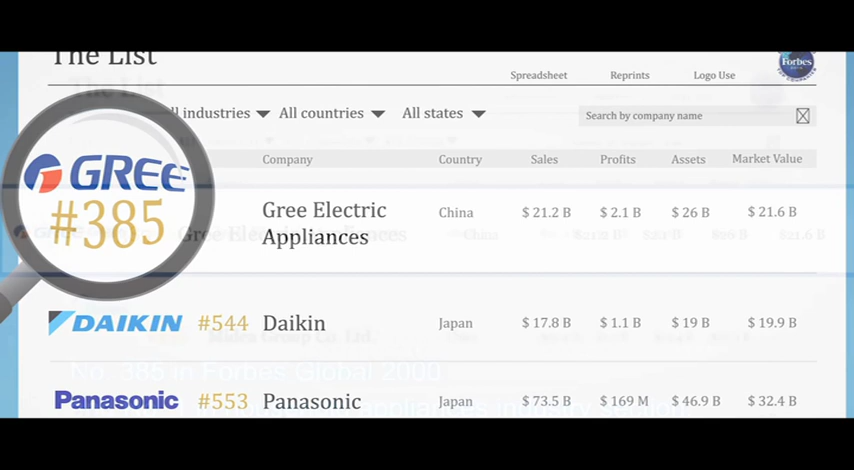 The List
Forbes
Spreadsheet Reprints Logo Use
All industries All countries All states
Search by company name
Company Country Sales Profits Assets Market Value
GREE
#385 Gree Electric Appliances China $ 21.2 B $ 2.1 B $ 26 B $ 21.6 B
DAIKIN #544 Daikin Japan $ 17.8 B $ 1.1 B $ 19 B $ 19.9 B
No. 385 in Forbes Global 2000
Panasonic #553 Panasonic Japan $ 73.5 B $ 169 M $ 46.9 B $ 32.4 B
appliances industry section.